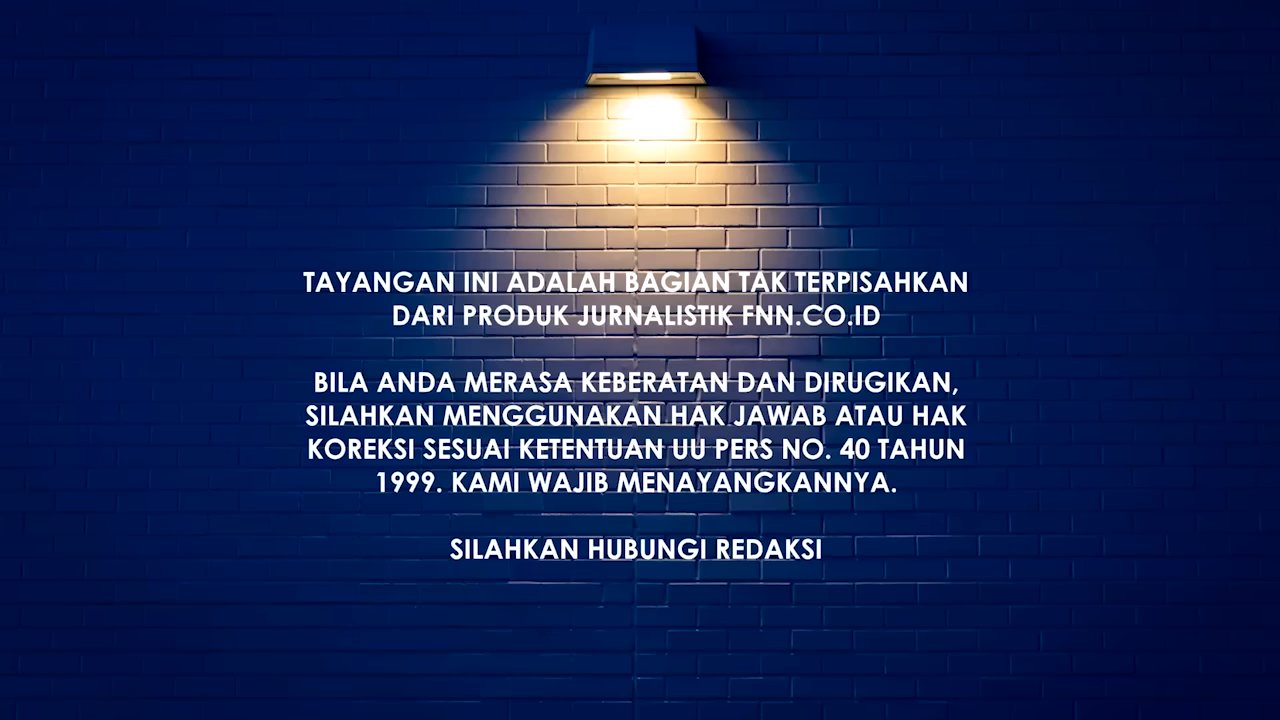 TAYANGAN INI ADALAH BAGIAN TAK TERPISAHKAN
DARI PRODUK JURNALISTIK FNN.CO.ID
BILA ANDA MERASA KEBERATAN DAN DIRUGIKAN,
SILAHKAN MENGGUNAKAN HAK JAWAB ATAU HAK
KOREKSI SESUAI KETENTUAN UU PERS NO. 40 TAHUN
1999. KAMI WAJIB MENAYANGKANNYA.
SILAHKAN HUBUNGI REDAKSI